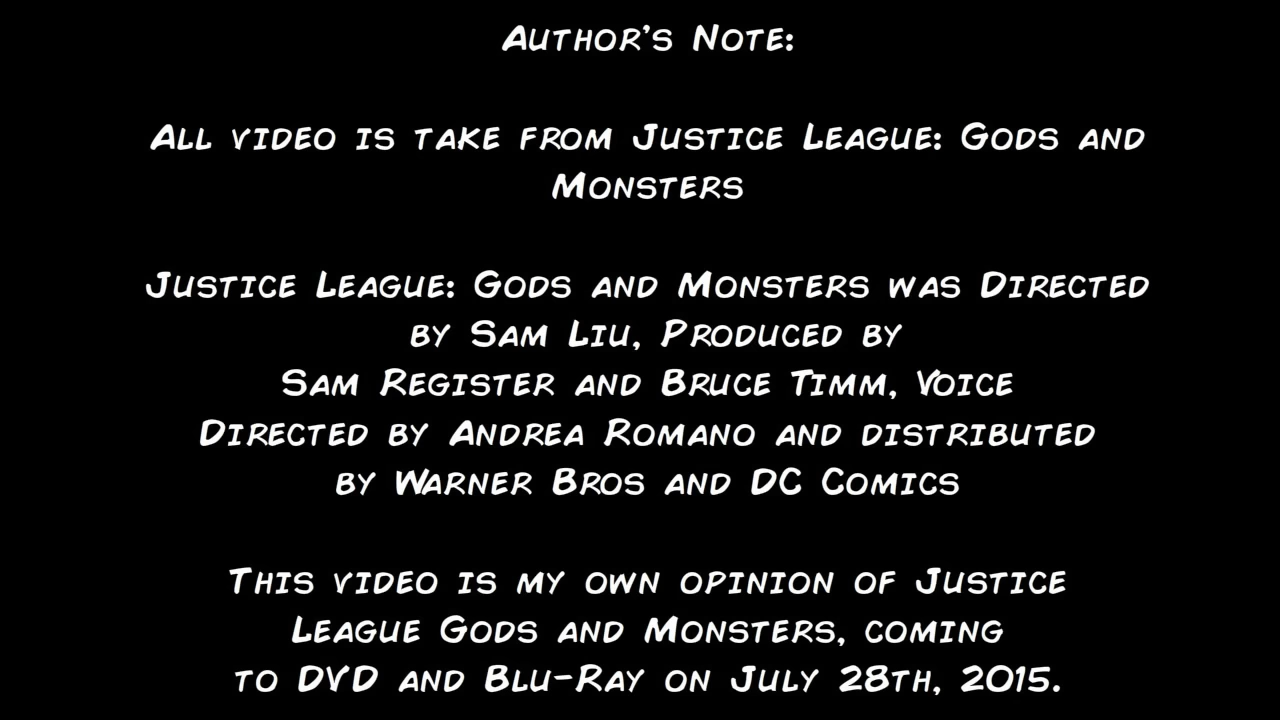 Author's Note:
All video is take from Justice League: Gods and
Monsters
Justice League: Gods and Monsters was Directed
by Sam Liu, Produced by
Sam Register and Bruce Timm, Voice
Directed by Andrea Romano and distributed
by Warner Bros and DC Comics
This video is my own opinion of Justice
League Gods and Monsters, coming
to DVD and Blu-Ray on July 28th, 2015.